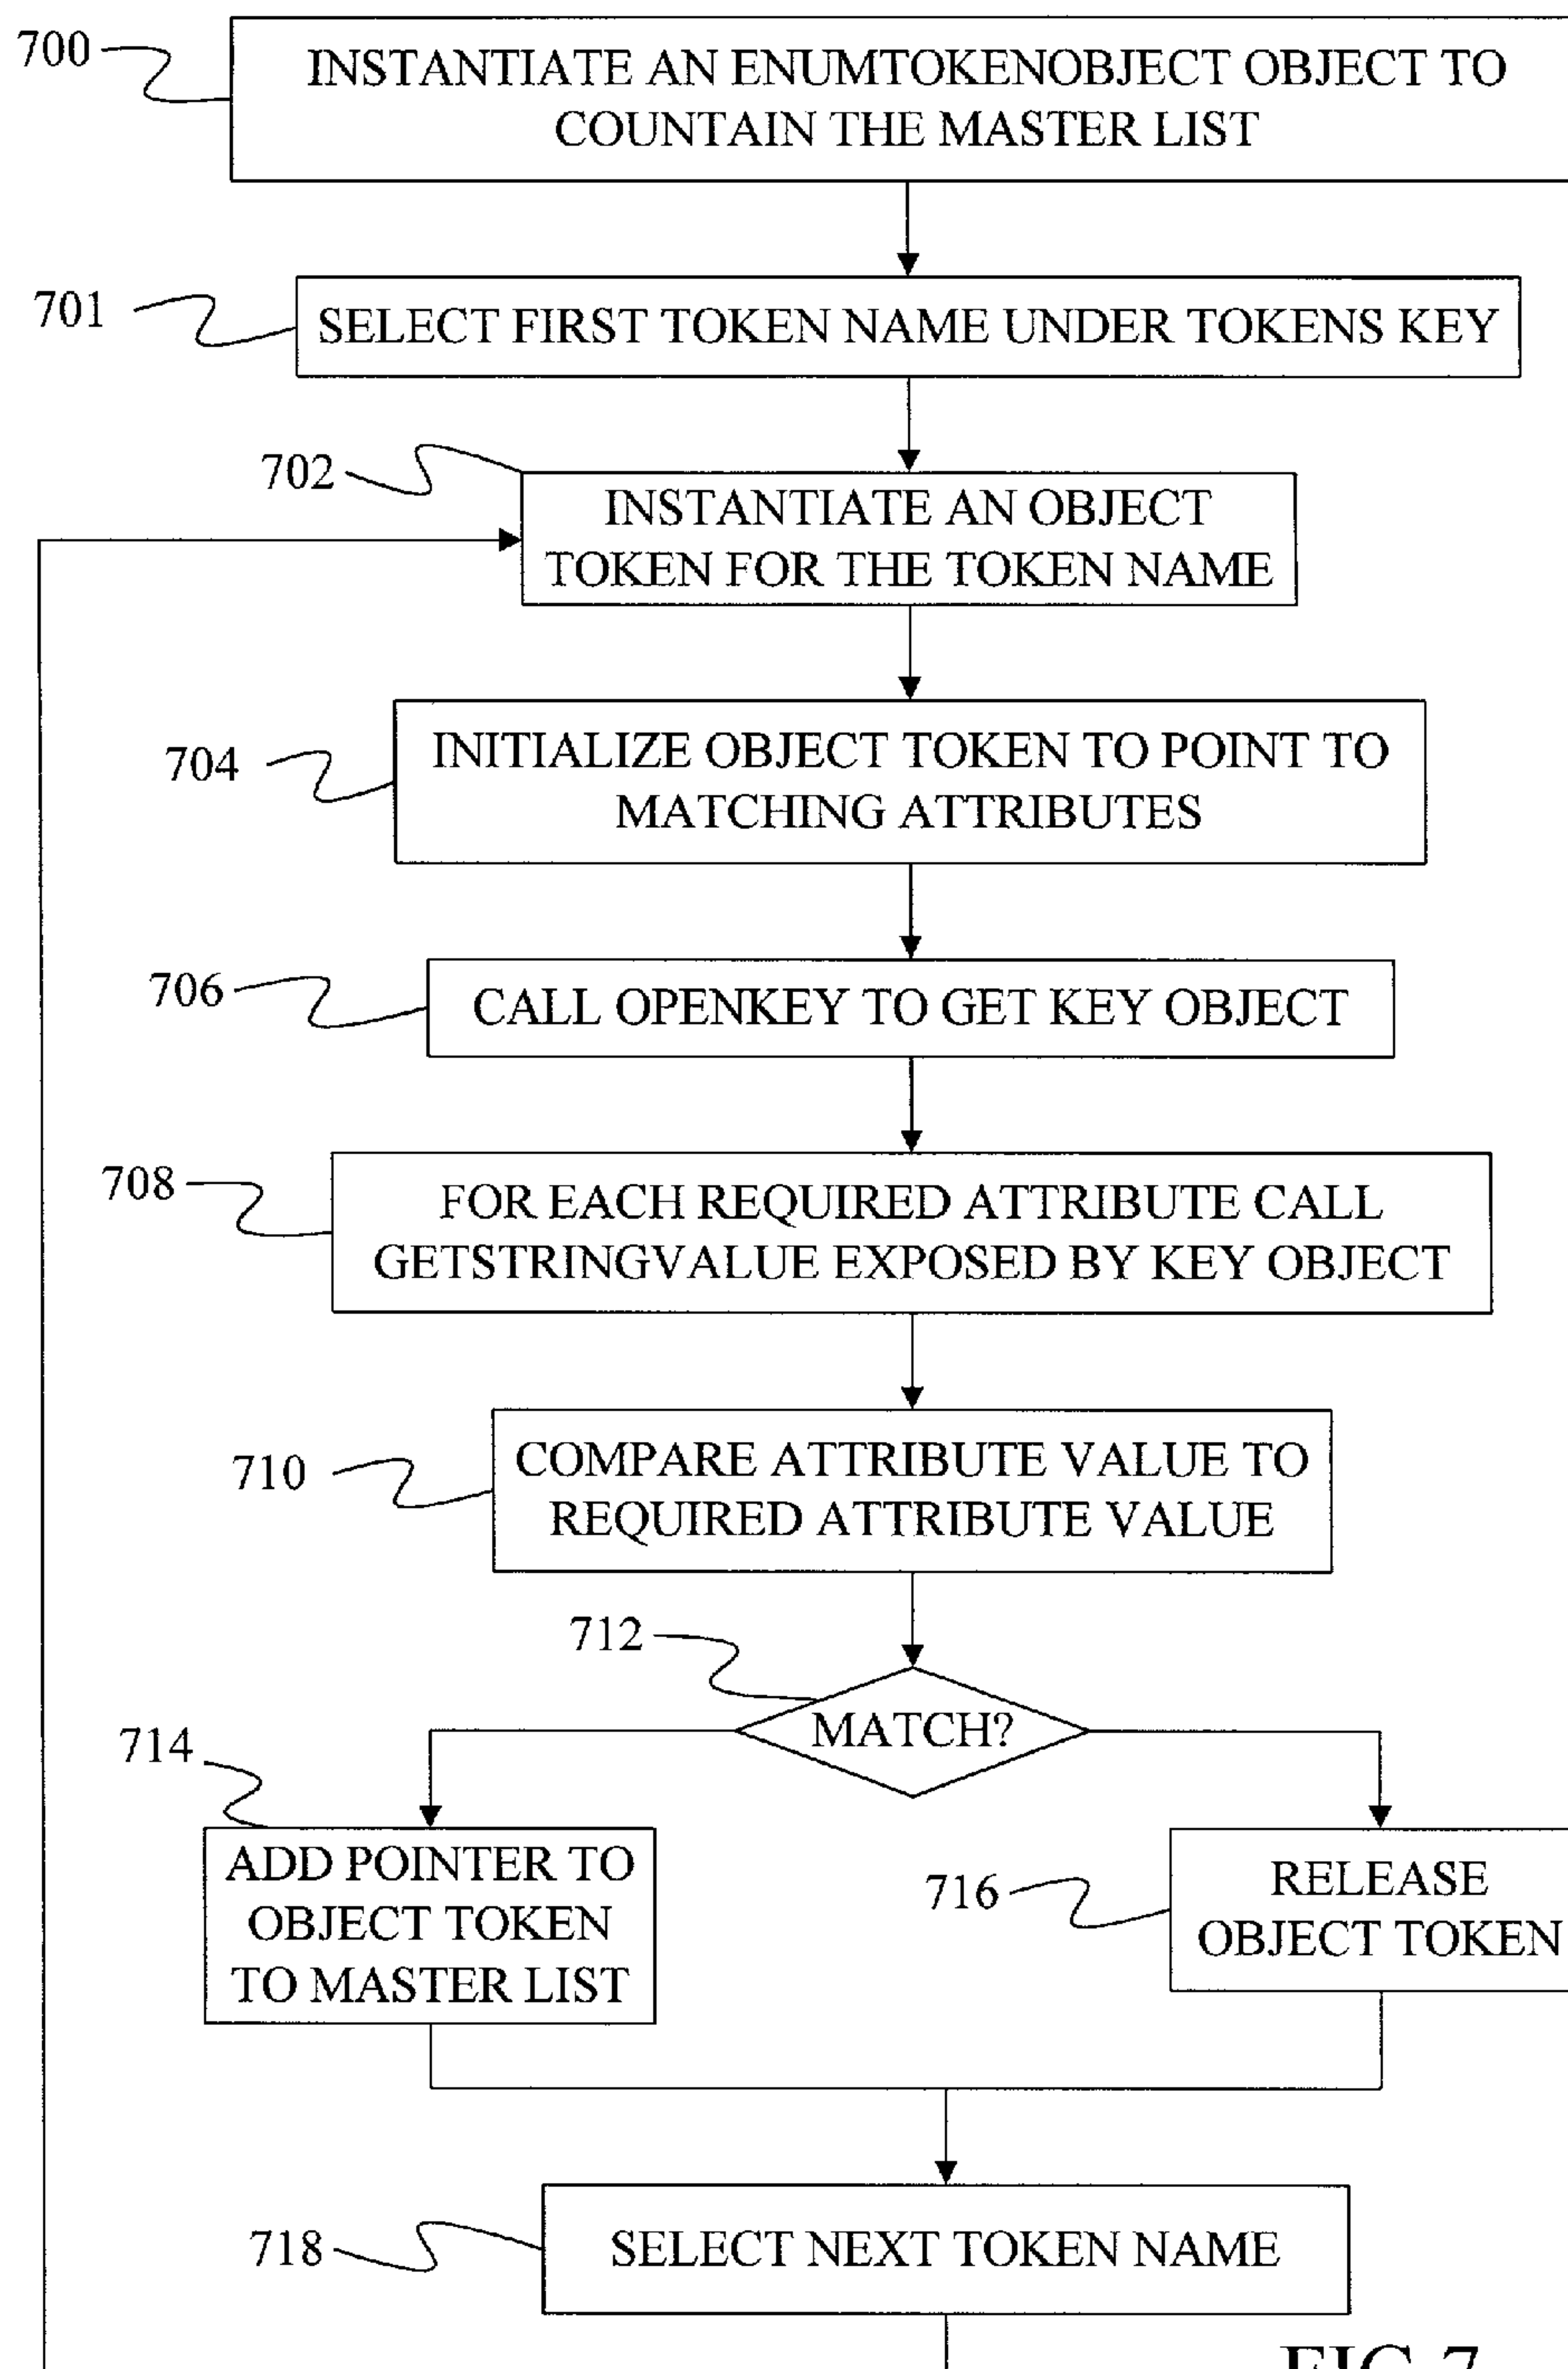 700
INSTANTIATE AN ENUMTOKENOBJECT OBJECT TO
COUNTAIN THE MASTER LIST
701
SELECT FIRST TOKEN NAME UNDER TOKENS KEY
702
INSTANTIATE AN OBJECT
TOKEN FOR THE TOKEN NAME
704
INITIALIZE OBJECT TOKEN TO POINT TO
MATCHING ATTRIBUTES
706
CALL OPENKEY TO GET KEY OBJECT
708
FOR EACH REQUIRED ATTRIBUTE CALL
GETSTRINGVALUE EXPOSED BY KEY OBJECT
710
COMPARE ATTRIBUTE VALUE TO
REQUIRED ATTRIBUTE VALUE
712
MATCH?
714
ADD POINTER TO
OBJECT TOKEN
TO MASTER LIST
716
RELEASE
OBJECT TOKEN
718
SELECT NEXT TOKEN NAME
FIG 7